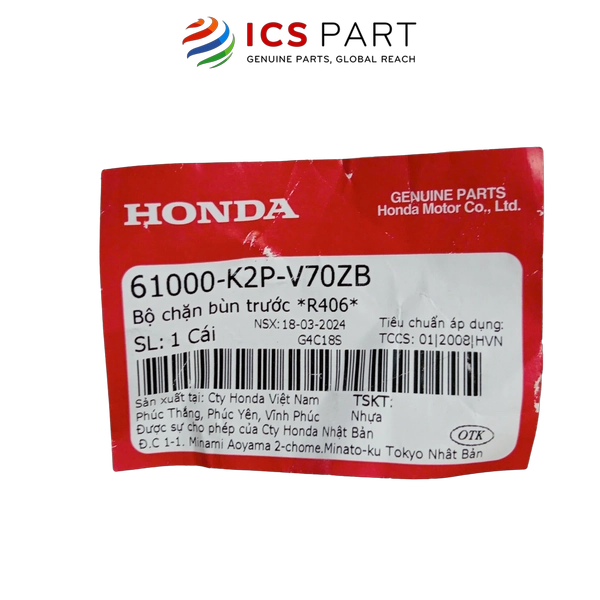 ICS PART
GENUINE PARTS, GLOBAL REACH
HONDA
GENUINE PARTS
Honda Motor Co., Ltd.
61000-K2P-V70ZB
Bộ chặn bùn trước *R406*
NSX: 18-03-2024
Tiêu chuẩn áp dụng:
SL: 1 Cái
G4C18S
TCCS: 01|2008|HVN
Sản xuất tại: Cty Honda Việt Nam
TSKT:
Phúc Thắng, Phúc Yên, Vĩnh Phúc
Nhựa
Được sự cho phép của Cty Honda Nhật Bản
OTK
Đ.C 1-1. Minami Aoyama 2-chome.Minato-ku Tokyo Nhật Bản